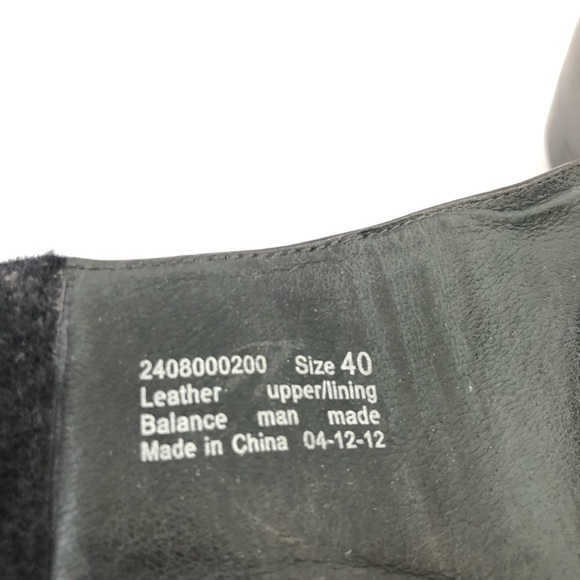 2408000200 Size 40
Leather upper/lining
Balance man made
Made in China 04-12-12